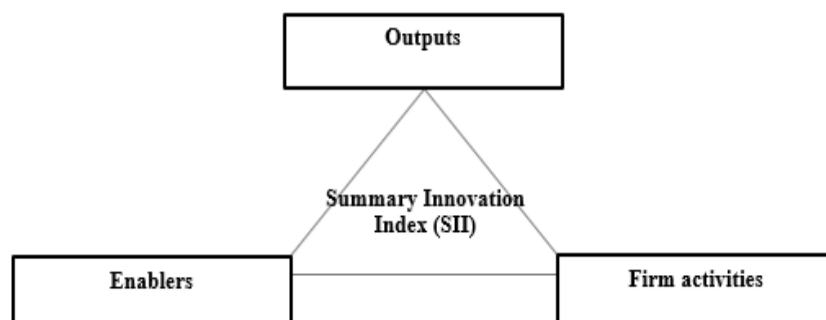 Outputs
Summary Innovation
Index (SII)
Enablers
Firm activities